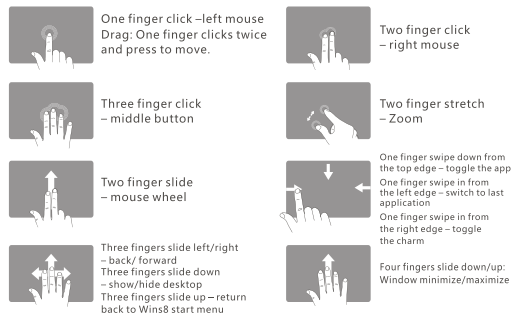 One finger click –left mouse
Drag: One finger clicks twice
and press to move.
Two finger click
– right mouse
Three finger click
– middle button
Two finger stretch
– Zoom
Two finger slide
– mouse wheel
One finger swipe down from
the top edge – toggle the app
One finger swipe in from
the left edge – switch to last
application
One finger swipe in from
the right edge – toggle
the charm
Three fingers slide left/right
– back/ forward
Three fingers slide down
– show/hide desktop
Three fingers slide up – return
back to Wins8 start menu
Four fingers slide down/up:
Window minimize/maximize